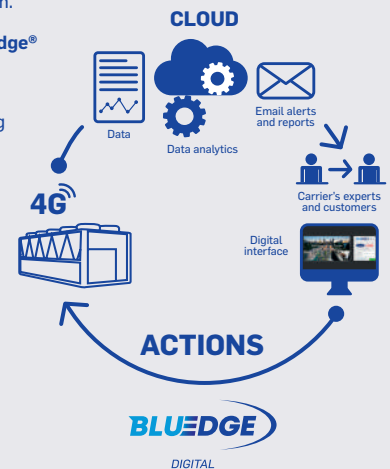 n.
dge®
g
CLOUD
Data
Data analytics
Email alerts
and reports
4G
Carrier's experts
and customers
Digital
interface
ACTIONS
BLUEDGE
DIGITAL